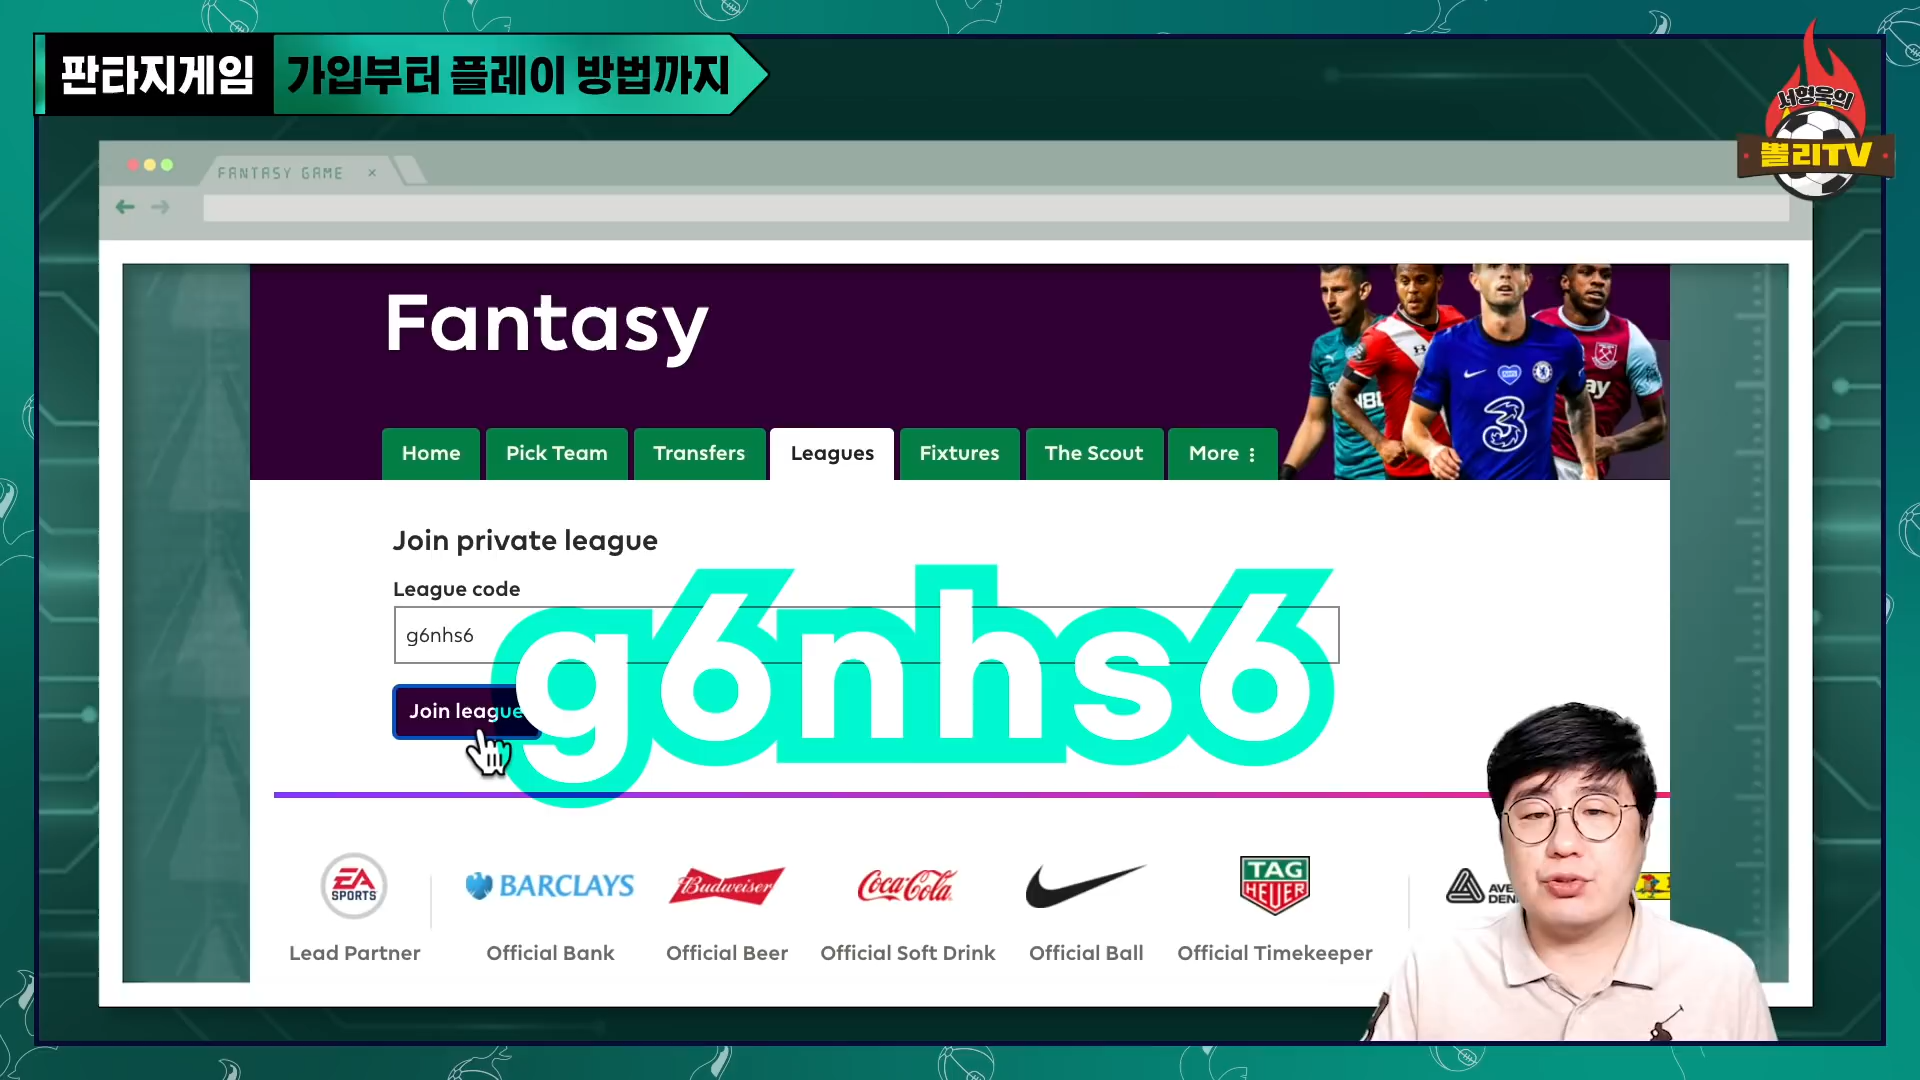 판타지게임 가입부터 플레이 방법까지
서형욱의
뽈리TV
FANTASY GAME ×
Fantasy
Home Pick Team Transfers Leagues Fixtures The Scout More
Join private league
League code
g6nhs6
g6nhs6
Join league
EA SPORTS
BARCLAYS
Budweiser
Coca-Cola
TAG HEUER
Lead Partner
Official Bank
Official Beer
Official Soft Drink
Official Ball
Official Timekeeper
3